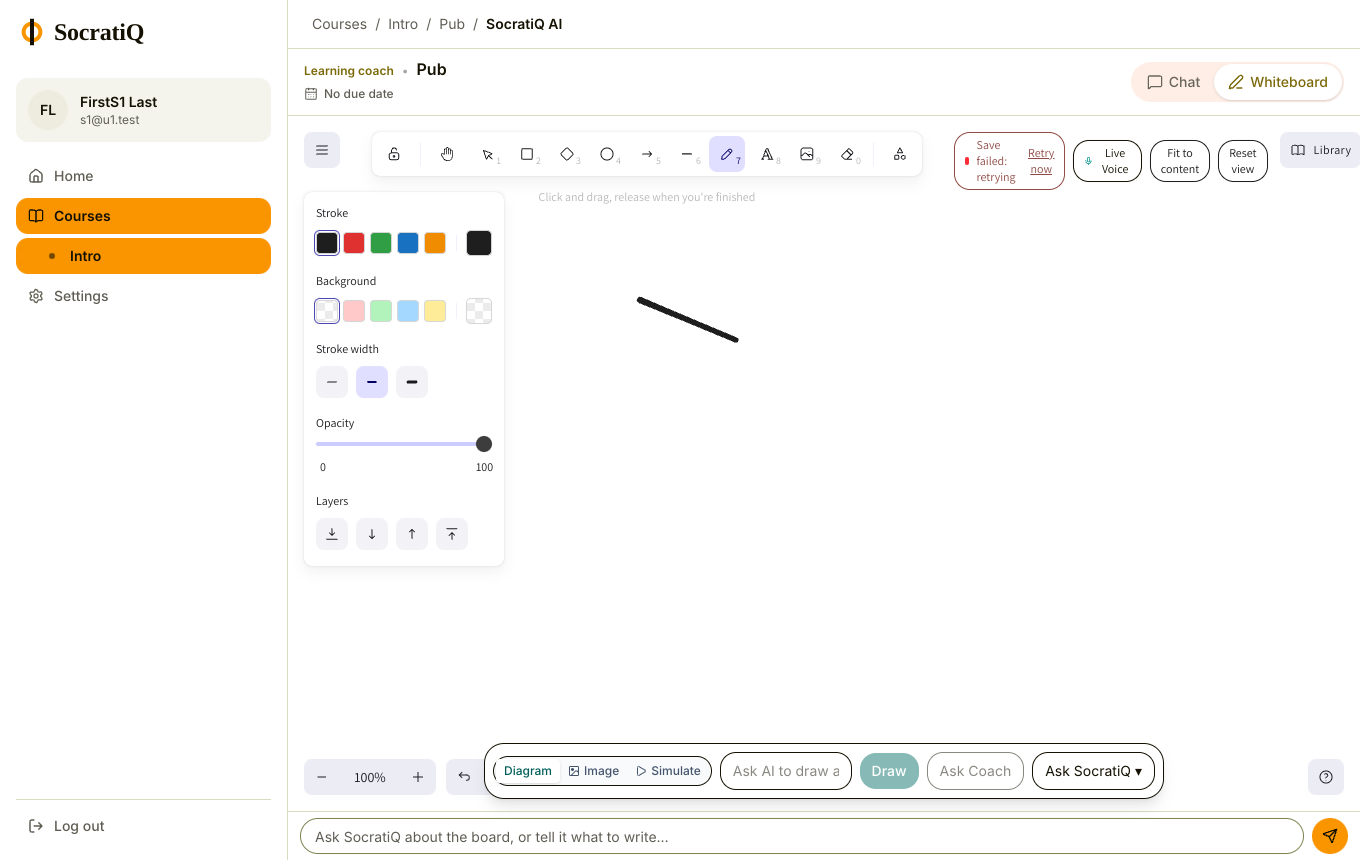 SocratiQ
Courses / Intro / Pub / SocratiQ AI
FL
FirstS1 Last
s1@u1.test
Home
Courses
Intro
Settings
Log out
Learning coach • Pub
No due date
Chat
Whiteboard
1 2 3 4 5 6 7 8 9 0
Save
failed:
retrying
Retry
now
Live
Voice
Fit to
content
Reset
view
Library
Click and drag, release when you're finished
Stroke
Background
Stroke width
Opacity
0 100
Layers
100%
Diagram Image Simulate
Ask AI to draw a
Draw
Ask Coach
Ask SocratiQ ▾
Ask SocratiQ about the board, or tell it what to write...